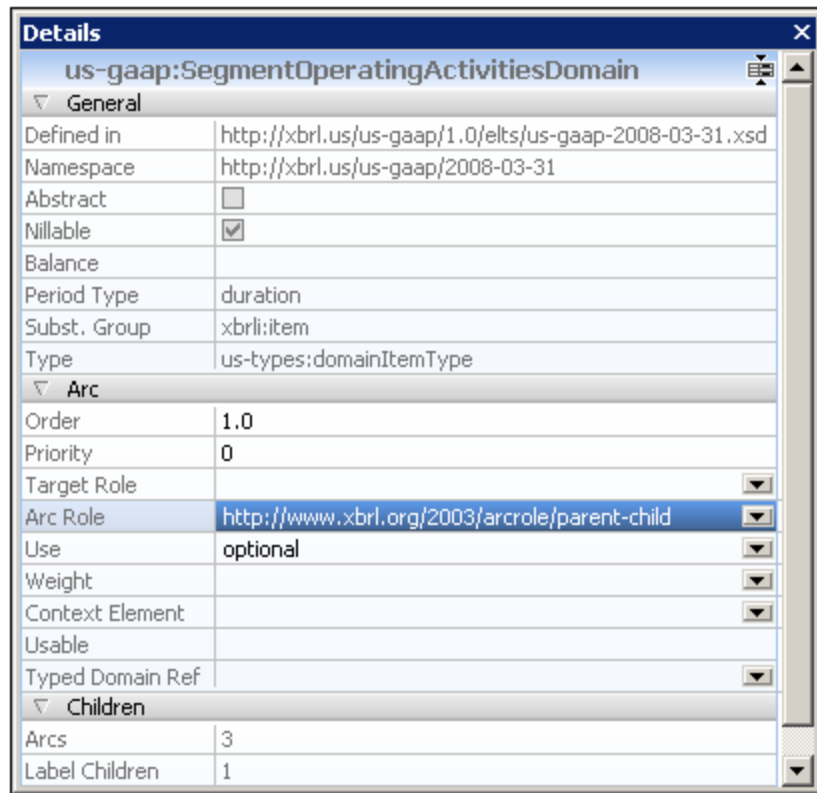 Details
us-gaap:SegmentOperatingActivitiesDomain
General
Defined in http://xbrl.us/us-gaap/1.0/elts/us-gaap-2008-03-31.xsd
Namespace http://xbrl.us/us-gaap/2008-03-31
Abstract
Nillable
Balance
Period Type duration
Subst. Group xbrli:item
Type us-types:domainItemType
Arc
Order 1.0
Priority 0
Target Role
Arc Role http://www.xbrl.org/2003/arcrole/parent-child
Use optional
Weight
Context Element
Usable
Typed Domain Ref
Children
Arcs 3
Label Children 1